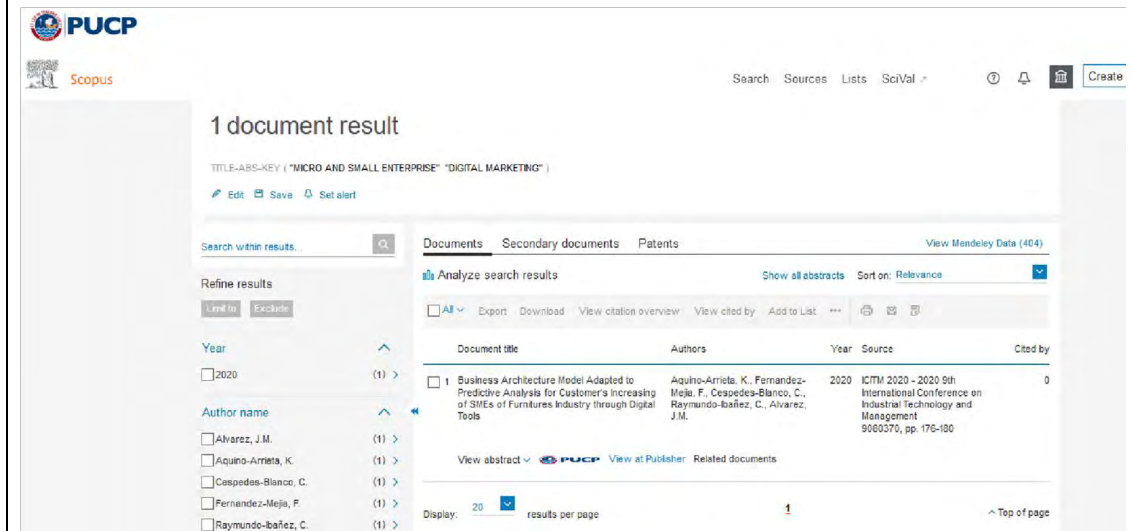 PUCP
Scopus
Search Sources Lists SciVal
Create
1 document result
TITLE-ABS-KEY ( "MICRO AND SMALL ENTERPRISE" "DIGITAL MARKETING" )
Edit Save Set alert
Search within results...
Refine results
Limit to Exclude
Year
2020 (1)
Author name
Alvarez, J.M. (1)
Aquino-Arrieta, K. (1)
Cespedes-Blanco, C. (1)
Fernandez-Mejia, F. (1)
Raymundo-Ibañez, C. (1)
Documents Secondary documents Patents
View Mendeley Data (404)
Analyze search results
Show all abstracts Sort on: Relevance
All Export Download View citation overview View cited by Add to List ...
Document title Authors Year Source Cited by
1 Business Architecture Model Adapted to Aquino-Arrieta, K., Fernandez- 2020 ICITM 2020 - 2020 9th 0
Predictive Analysis for Customer's Increasing Mejia, F., Cespedes-Blanco, C., International Conference on
of SMEs of Furnitures Industry through Digital Raymundo-Ibañez, C., Alvarez, Industrial Technology and
Tools J.M. Management
9080370, pp. 176-180
View abstract PUCP View at Publisher Related documents
Display: 20 results per page 1 Top of page